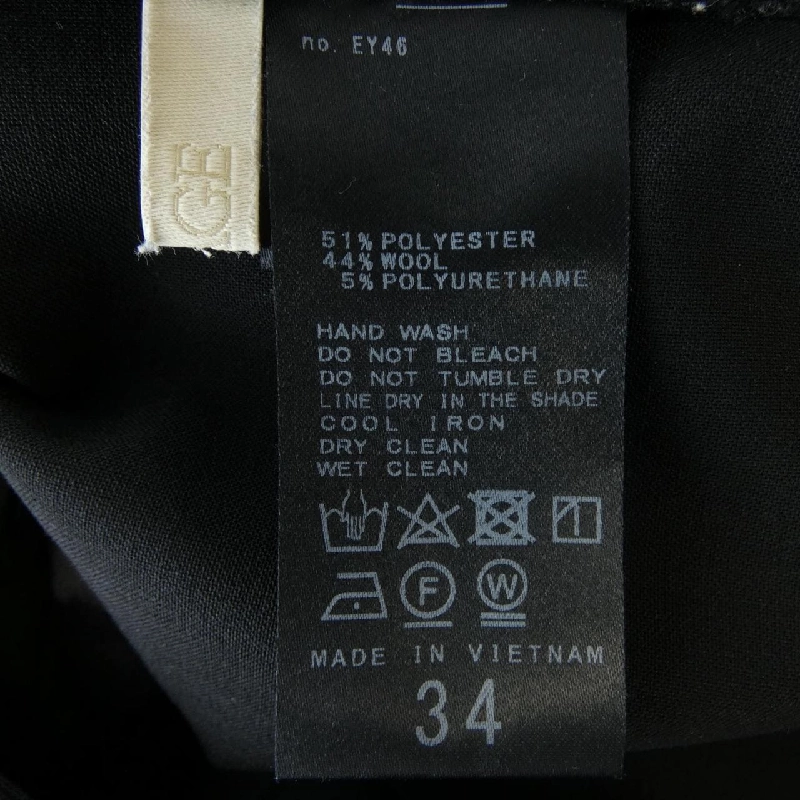 no. EY46
GE
51% POLYESTER
44% WOOL
5% POLYURETHANE
HAND WASH
DO NOT BLEACH
DO NOT TUMBLE DRY
LINE DRY IN THE SHADE
COOL IRON
DRY CLEAN
WET CLEAN
F
W
MADE IN VIETNAM
34